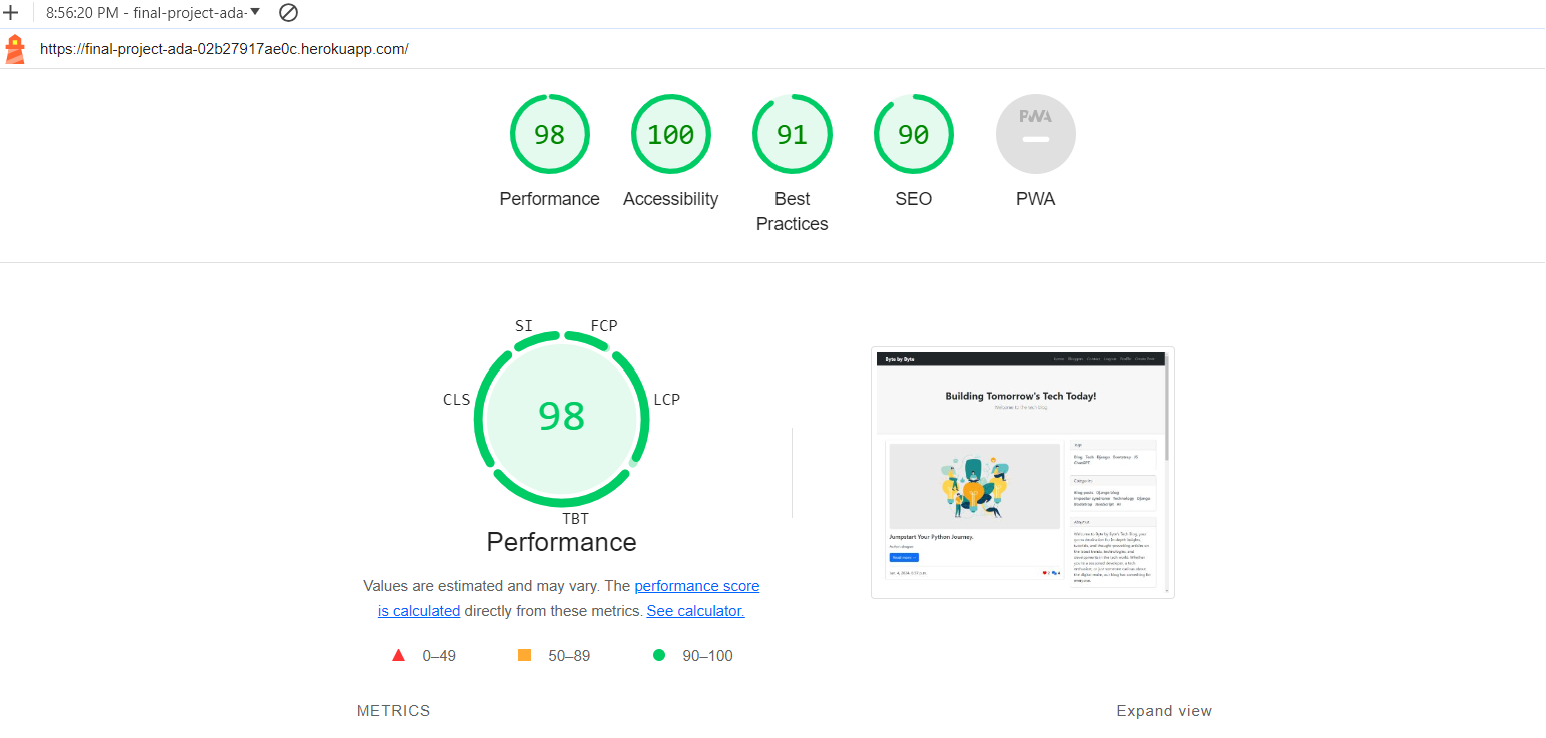 8:56:20 PM - final-project-ada-
https://final-project-ada-02b27917ae0c.herokuapp.com/
98
100
91
90
PWA
Performance
Accessibility
Best
Practices
SEO
PWA
SI
FCP
CLS
LCP
98
TBT
Performance
Values are estimated and may vary. The performance score
is calculated directly from these metrics. See calculator.
0–49
50–89
90–100
METRICS
Expand view
Byte by Byte
Building Tomorrow's Tech Today!
Welcome to the tech blog
Jumpstart Your Python Journey.
Read more →